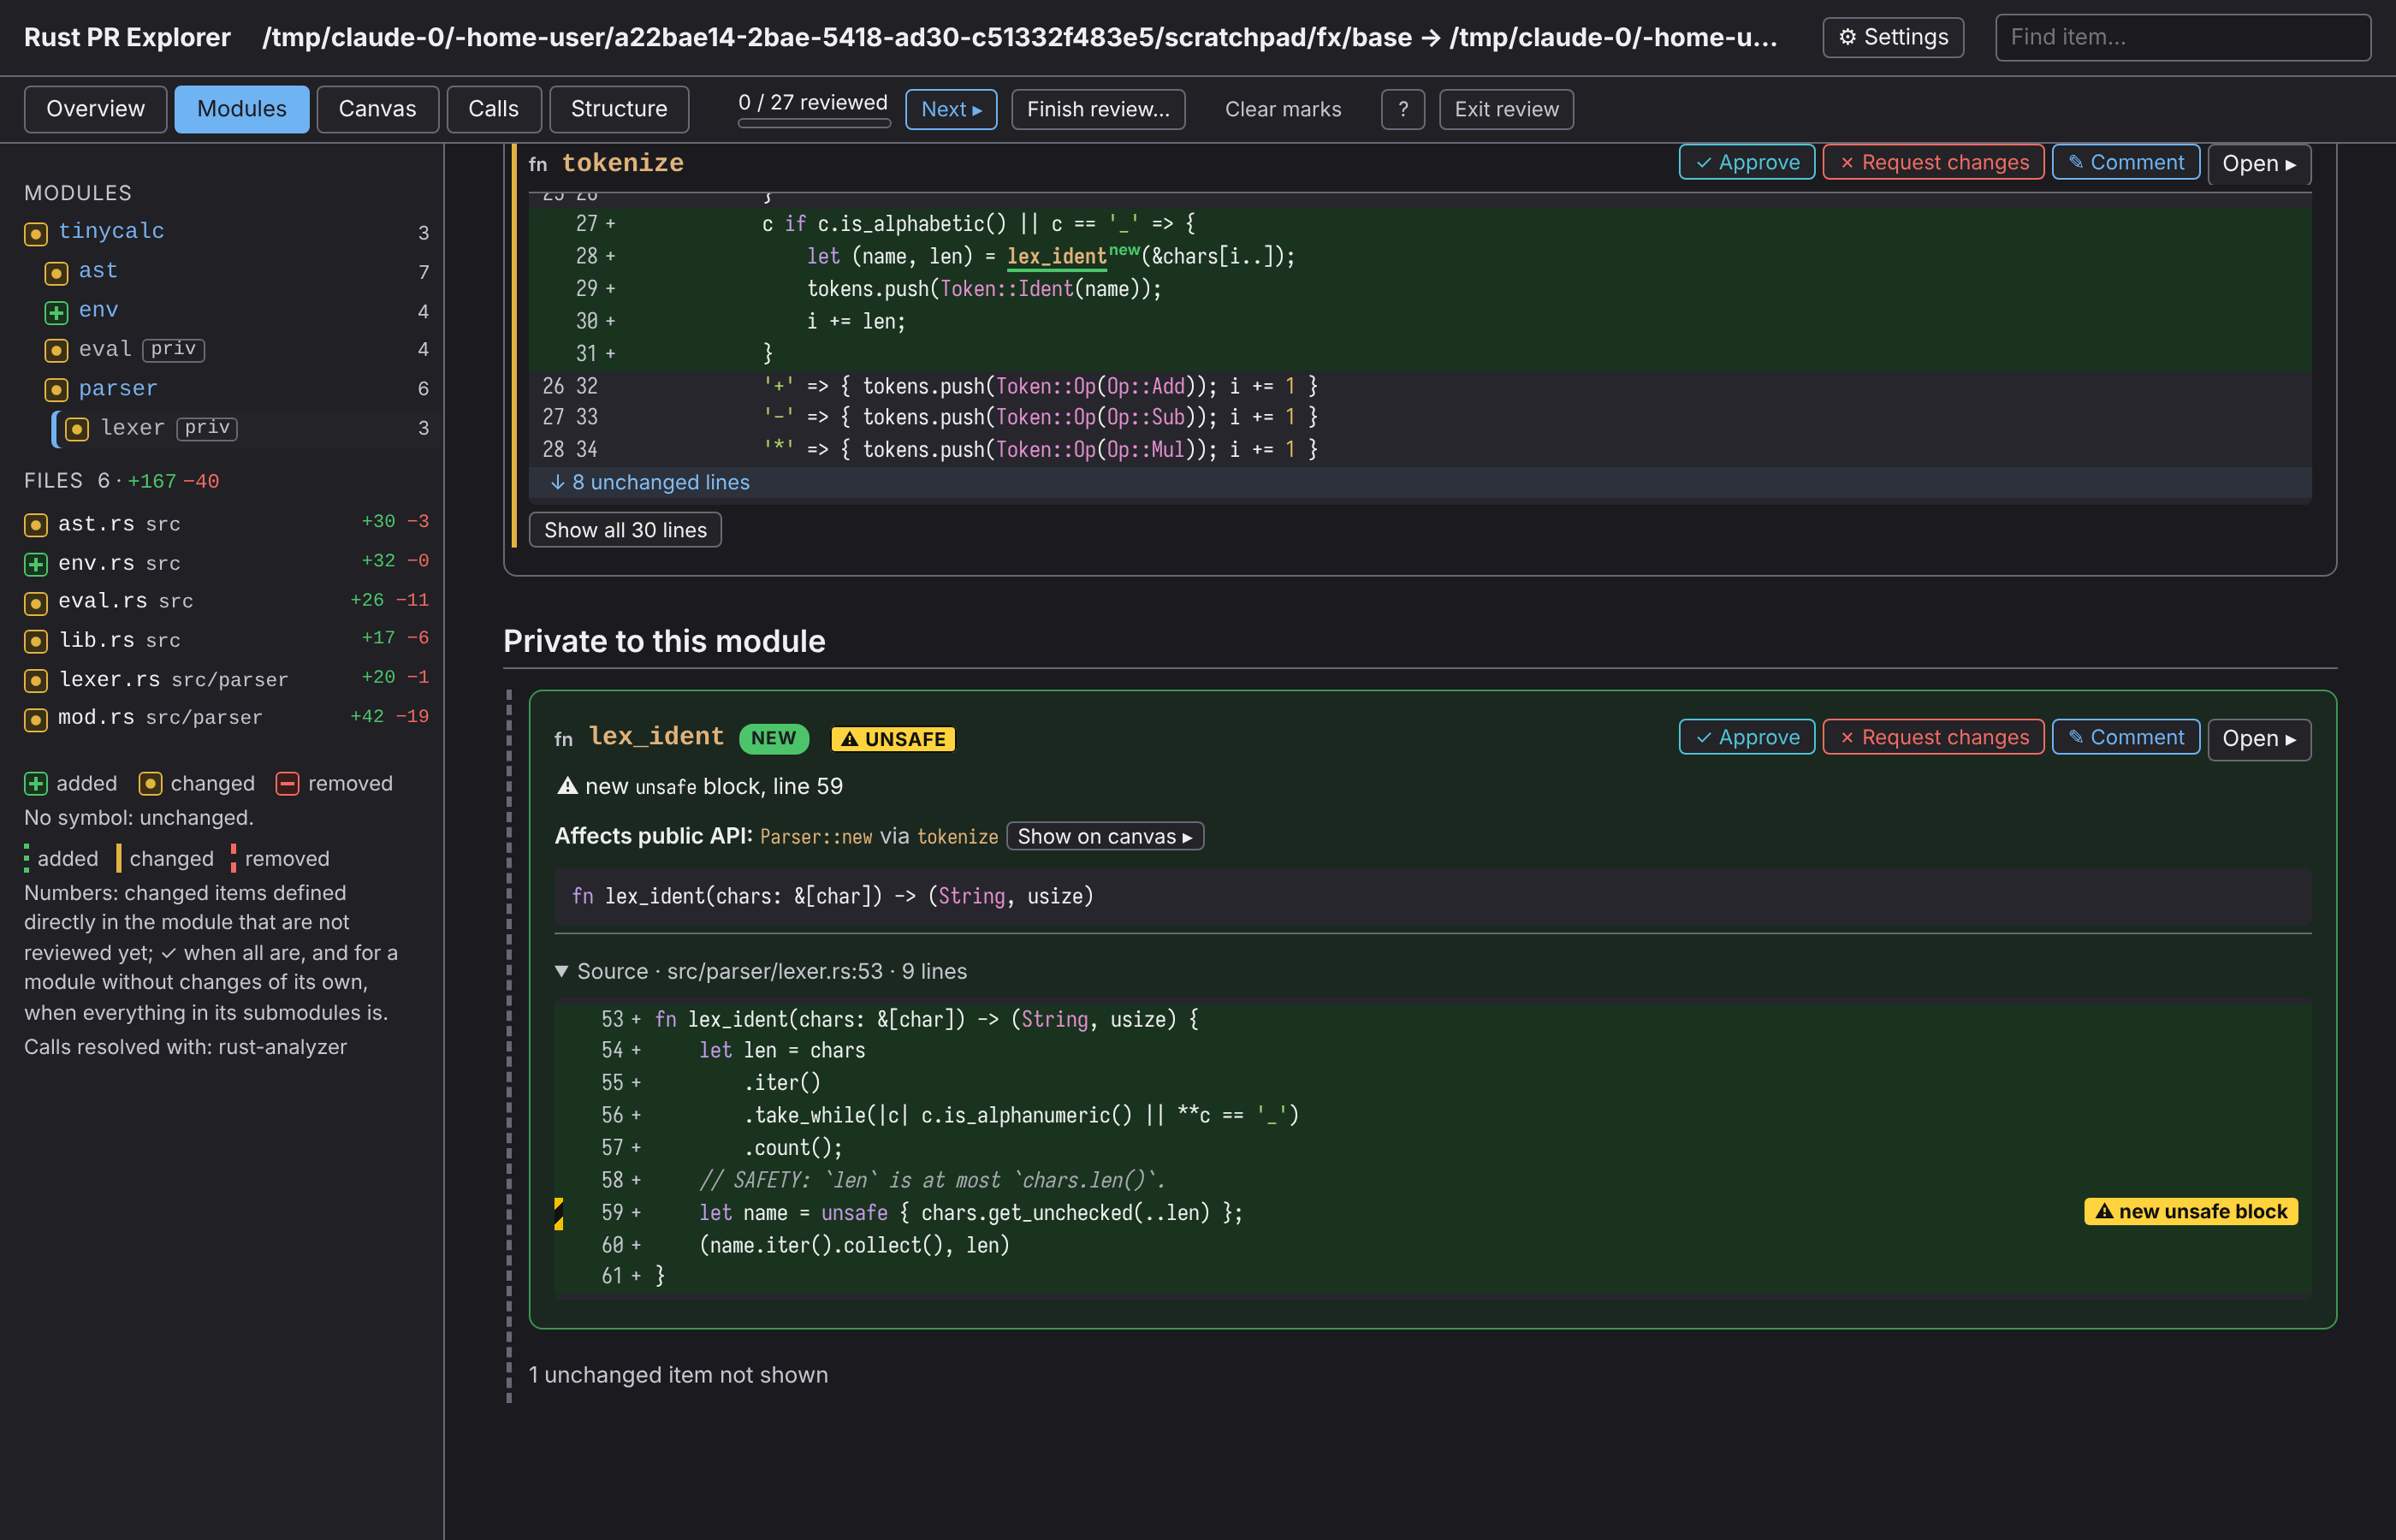 Rust PR Explorer /tmp/claude-0/-home-user/a22bae14-2bae-5418-ad30-c51332f483e5/scratchpad/fx/base → /tmp/claude-0/-home-u... ⚙ Settings Find item...
Overview Modules Canvas Calls Structure 0 / 27 reviewed Next ▸ Finish review... Clear marks ? Exit review
MODULES
tinycalc 3
ast 7
env 4
eval priv 4
parser 6
lexer priv 3
FILES 6 · +167 −40
ast.rs src +30 −3
env.rs src +32 −0
eval.rs src +26 −11
lib.rs src +17 −6
lexer.rs src/parser +20 −1
mod.rs src/parser +42 −19
added changed removed
No symbol: unchanged.
added changed removed
Numbers: changed items defined
directly in the module that are not
reviewed yet; ✓ when all are, and for a
module without changes of its own,
when everything in its submodules is.
Calls resolved with: rust-analyzer
fn tokenize ✓ Approve × Request changes ✎ Comment Open ▸
25 26 }
27 + c if c.is_alphabetic() || c == '_' => {
28 + let (name, len) = lex_ident new (&chars[i..]);
29 + tokens.push(Token::Ident(name));
30 + i += len;
31 + }
26 32 '+' => { tokens.push(Token::Op(Op::Add)); i += 1 }
27 33 '-' => { tokens.push(Token::Op(Op::Sub)); i += 1 }
28 34 '*' => { tokens.push(Token::Op(Op::Mul)); i += 1 }
↓ 8 unchanged lines
Show all 30 lines
Private to this module
fn lex_ident NEW ⚠ UNSAFE ✓ Approve × Request changes ✎ Comment Open ▸
⚠ new unsafe block, line 59
Affects public API: Parser::new via tokenize Show on canvas ▸
fn lex_ident(chars: &[char]) -> (String, usize)
▼ Source · src/parser/lexer.rs:53 · 9 lines
53 + fn lex_ident(chars: &[char]) -> (String, usize) {
54 + let len = chars
55 + .iter()
56 + .take_while(|c| c.is_alphanumeric() || **c == '_')
57 + .count();
58 + // SAFETY: `len` is at most `chars.len()`.
59 + let name = unsafe { chars.get_unchecked(..len) }; ⚠ new unsafe block
60 + (name.iter().collect(), len)
61 + }
1 unchanged item not shown